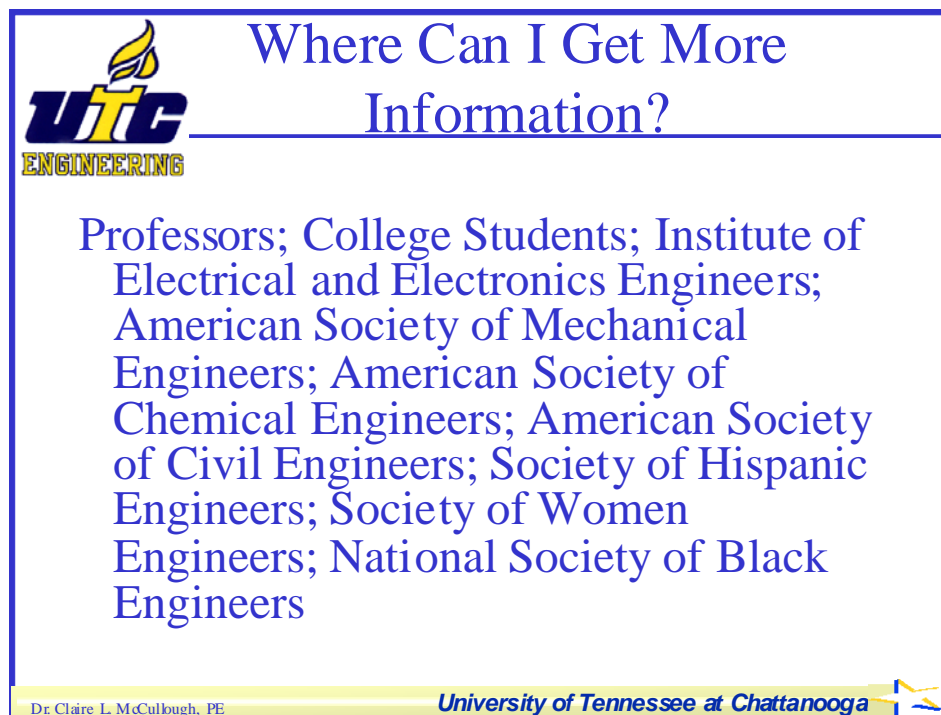 Where Can I Get More
Information?
UTC
ENGINEERING
Professors; College Students; Institute of
Electrical and Electronics Engineers;
American Society of Mechanical
Engineers; American Society of
Chemical Engineers; American Society
of Civil Engineers; Society of Hispanic
Engineers; Society of Women
Engineers; National Society of Black
Engineers
Dr. Claire L. McCullough, PE
University of Tennessee at Chattanooga